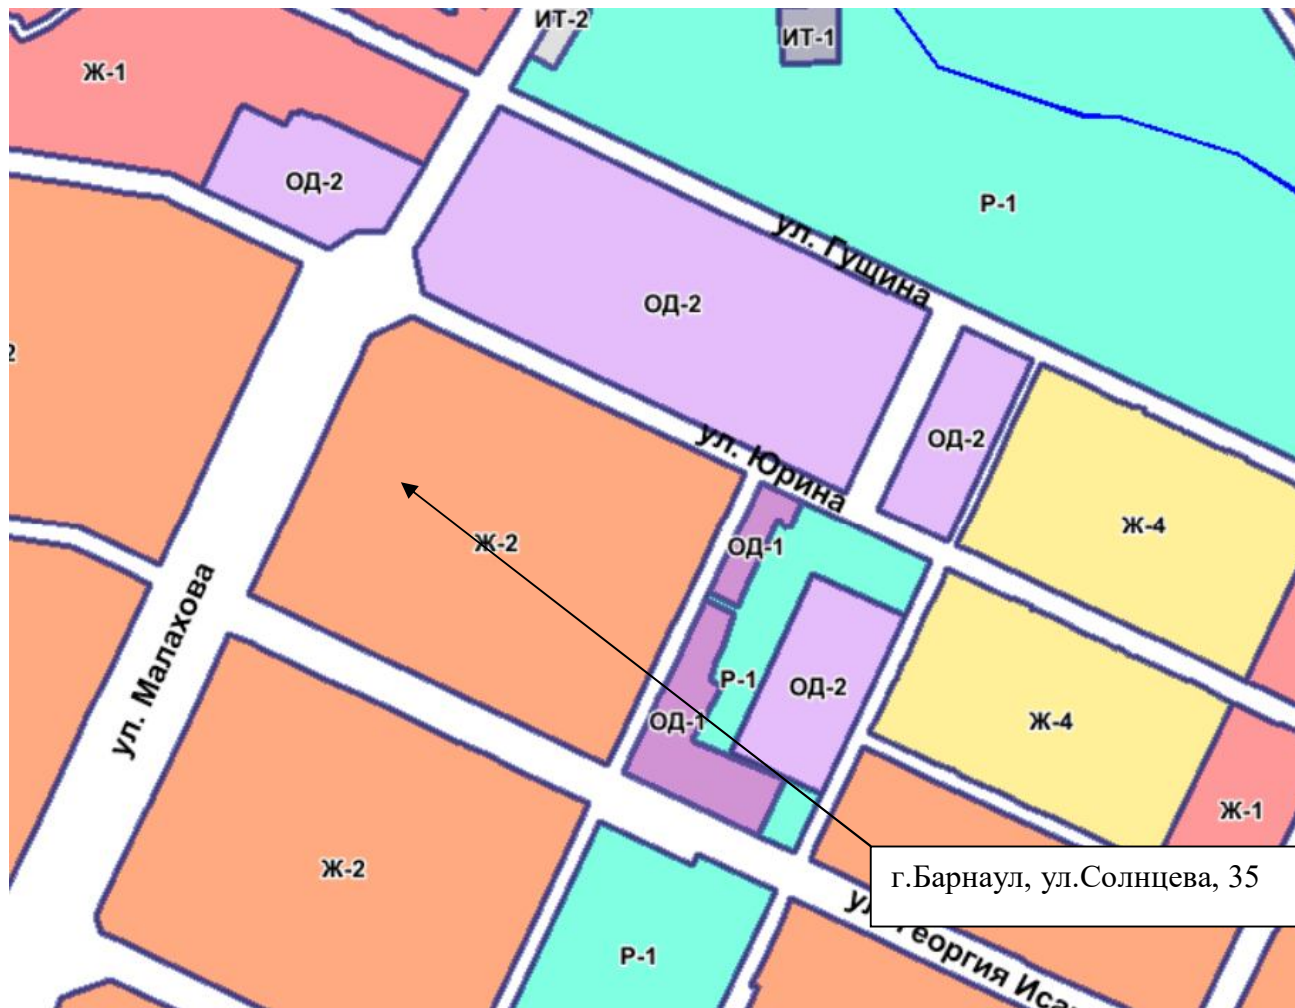 ИТ-2
ИТ-1
Ж-1
ОД-2
Р-1
ул. Гущина
ОД-2
2
ул. Юрина
ОД-2
Ж-4
Ж-2
ОД-1
ул. Малахова
Р-1
ОД-2
ОД-1
Ж-4
Ж-1
Ж-2
г.Барнаул, ул.Солнцева, 35
Р-1